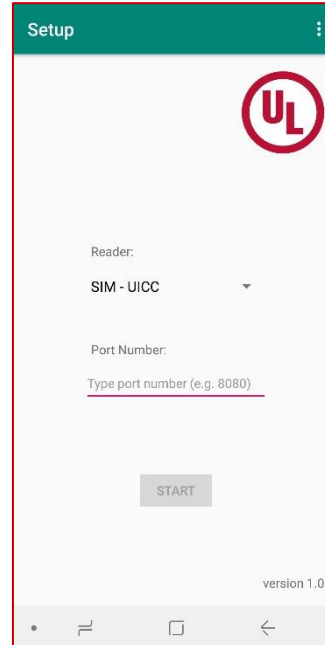 Setup
UL
Reader:
SIM - UICC
Port Number:
Type port number (e.g. 8080)
START
version 1.0